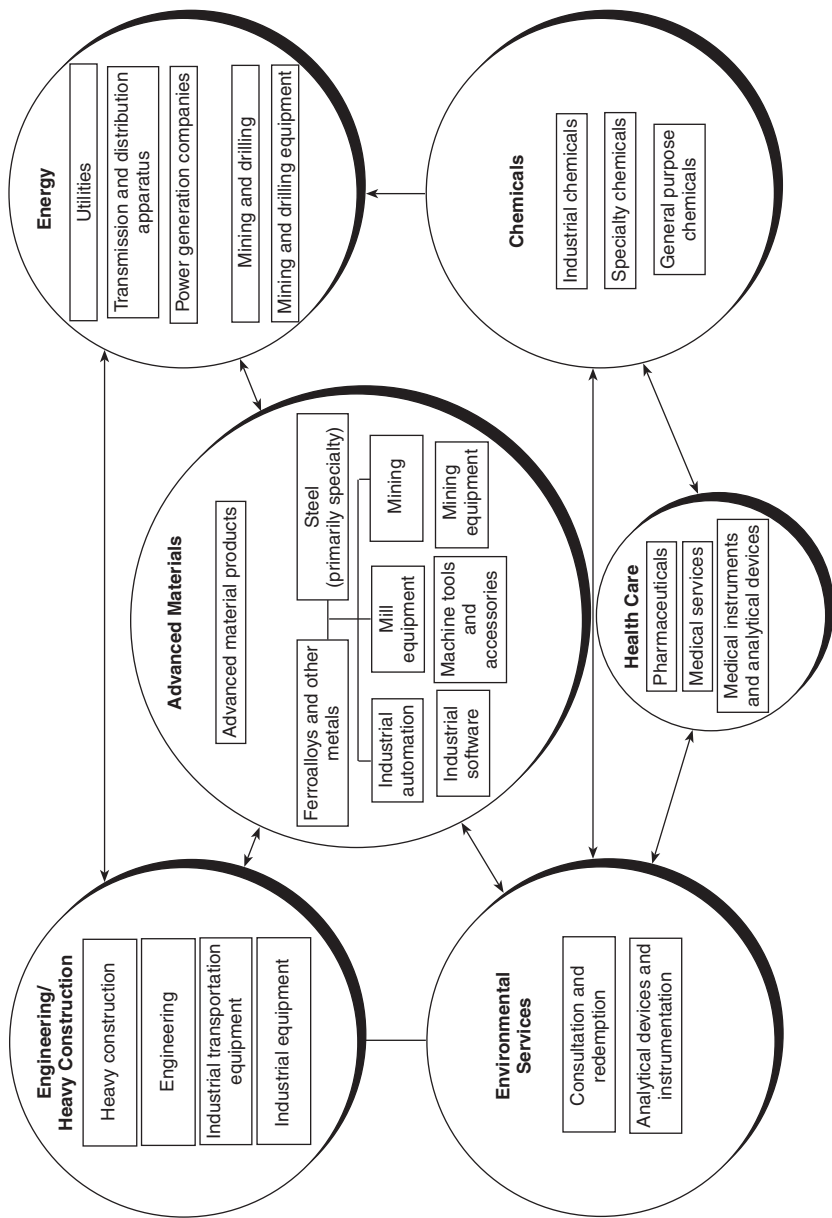 Engineering/
Heavy Construction
Heavy construction
Engineering
Industrial transportation
equipment
Industrial equipment
Energy
Utilities
Transmission and distribution
apparatus
Power generation companies
Mining and drilling
Mining and drilling equipment
Advanced Materials
Advanced material products
Ferroalloys and other
metals
Steel
(primarily specialty)
Industrial
automation
Mill
equipment
Mining
Industrial
software
Machine tools
and
accessories
Mining
equipment
Environmental
Services
Consultation and
redemption
Analytical devices and
instrumentation
Health Care
Pharmaceuticals
Medical services
Medical instruments
and analytical devices
Chemicals
Industrial chemicals
Specialty chemicals
General purpose
chemicals